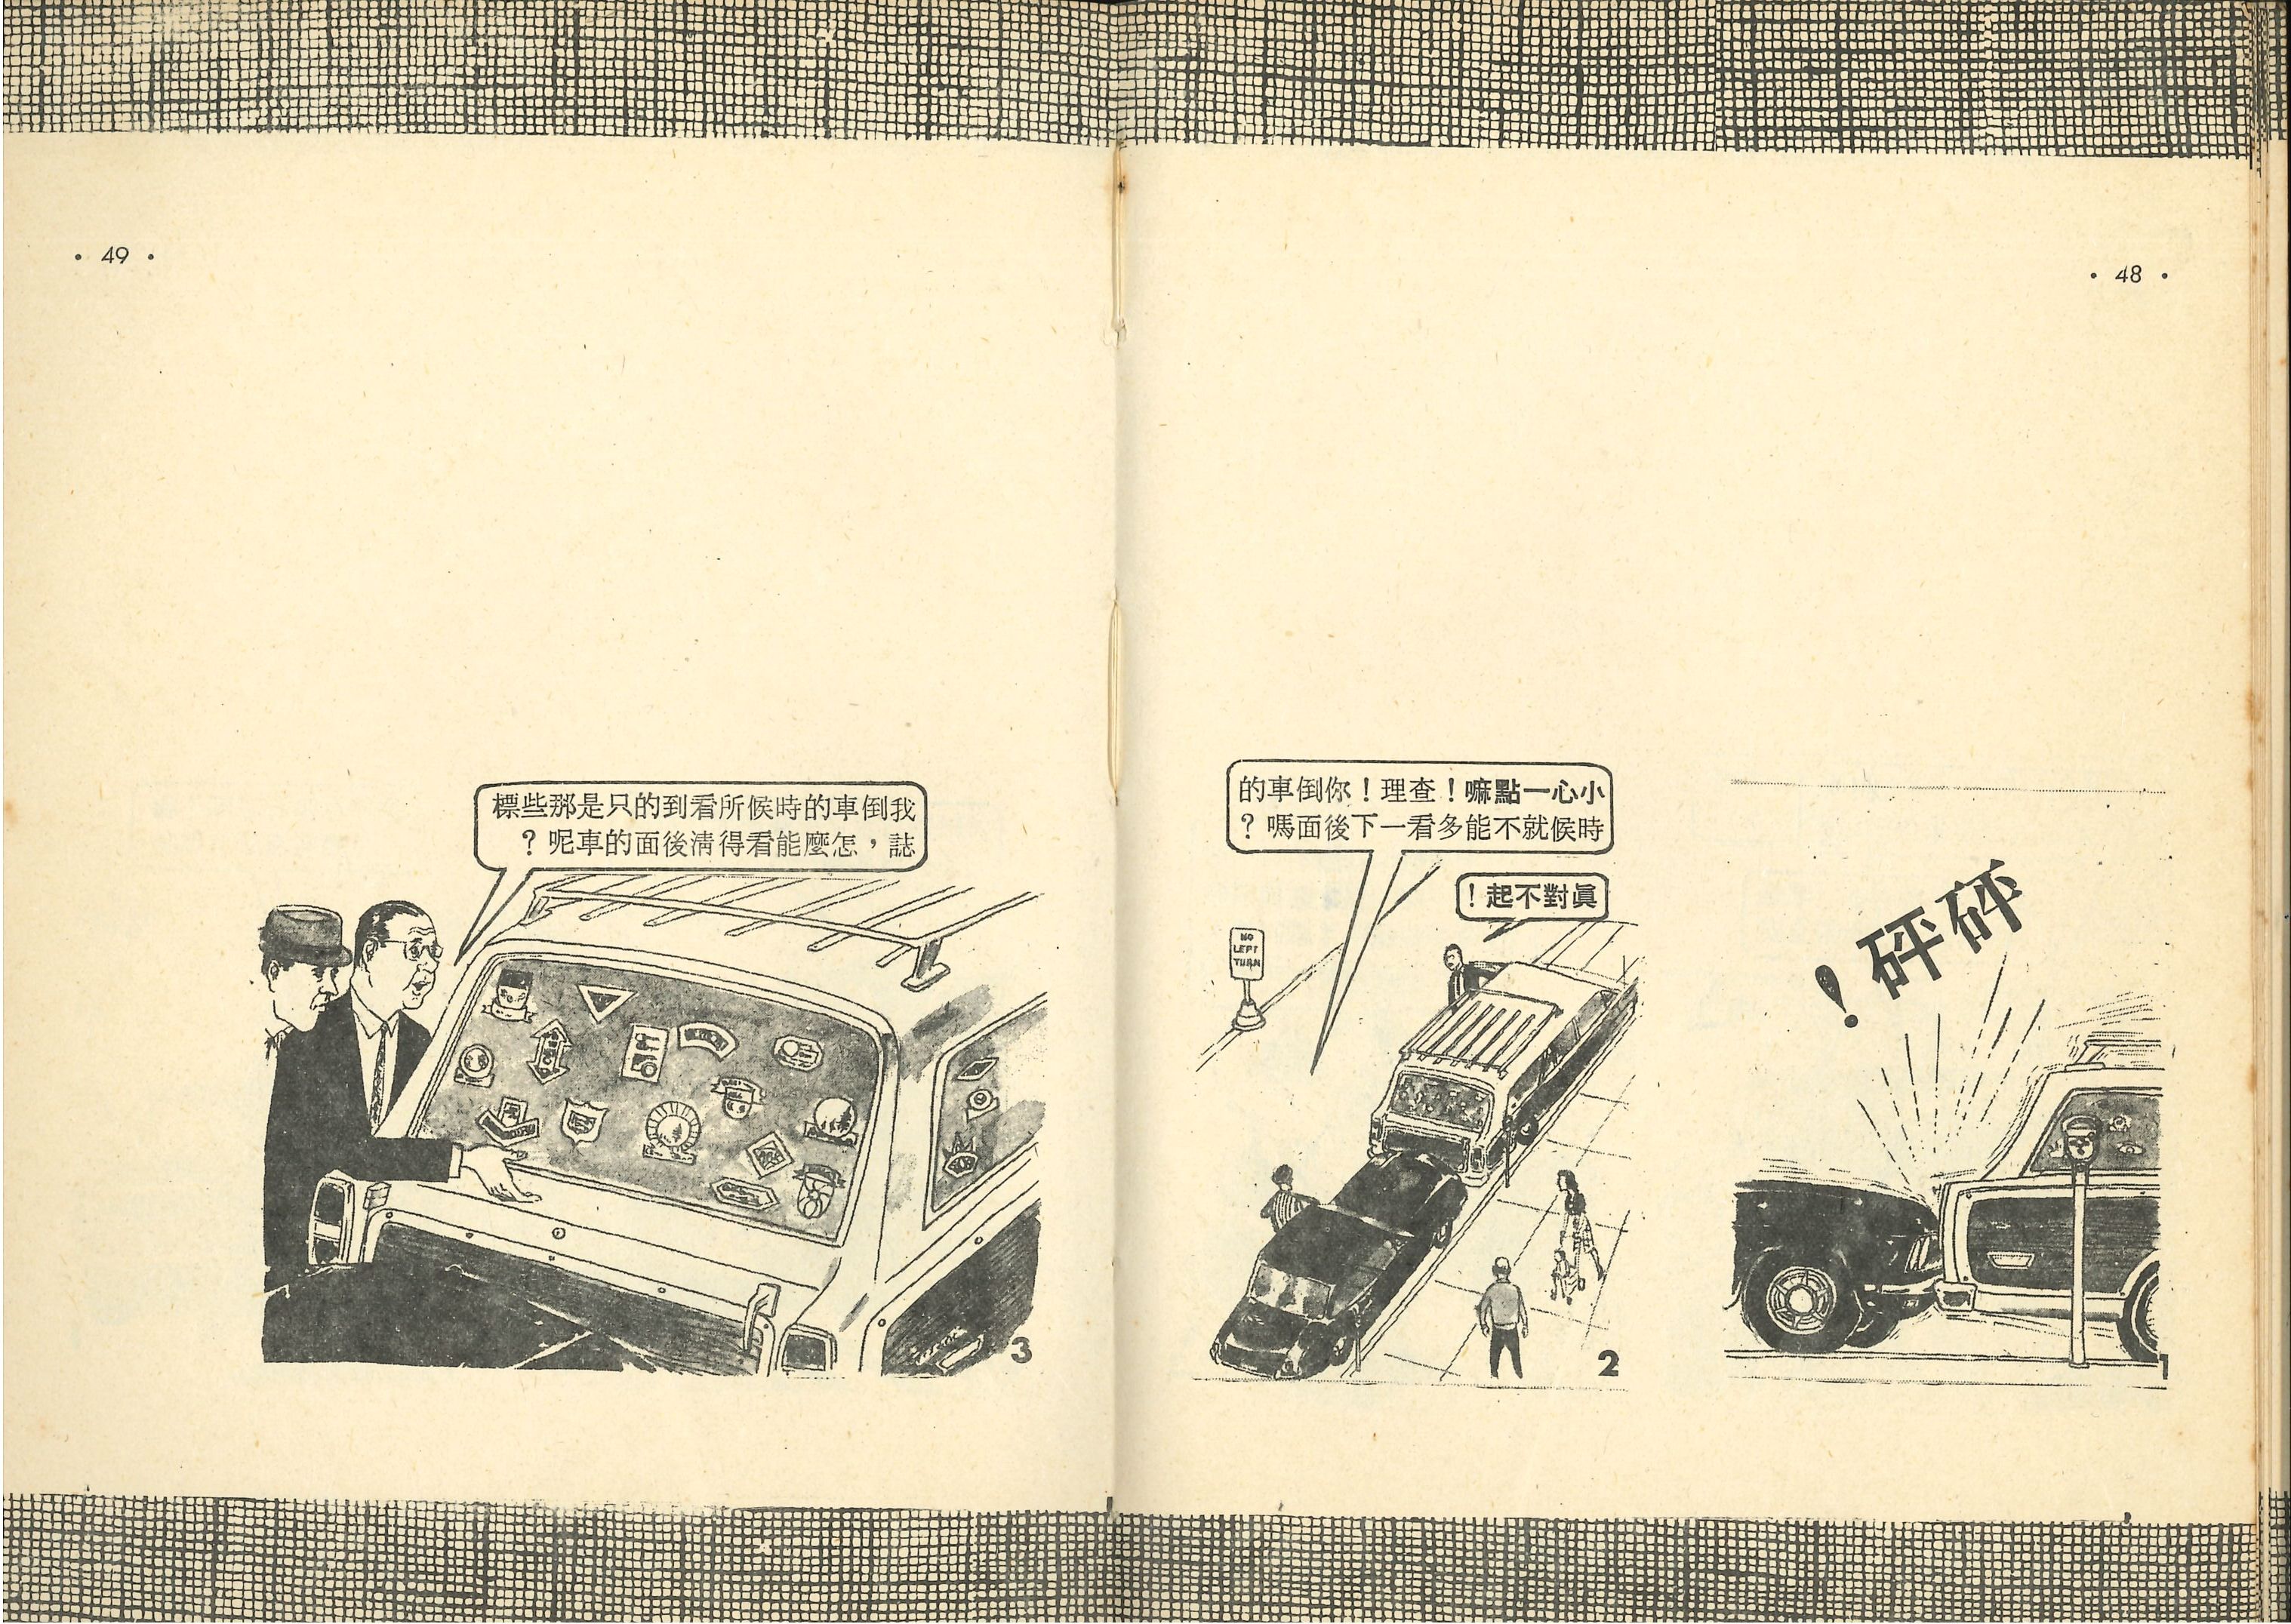 • 48 •
砰砰！
1
小心一點嘛！查理！你倒車的
時候就不能多看一下後面嗎？
眞對不起！
NO
LEFT
TURN
2
• 49 •
我倒車的時候所看到的只是那些標
誌，怎麼能看得清後面的車呢？
3